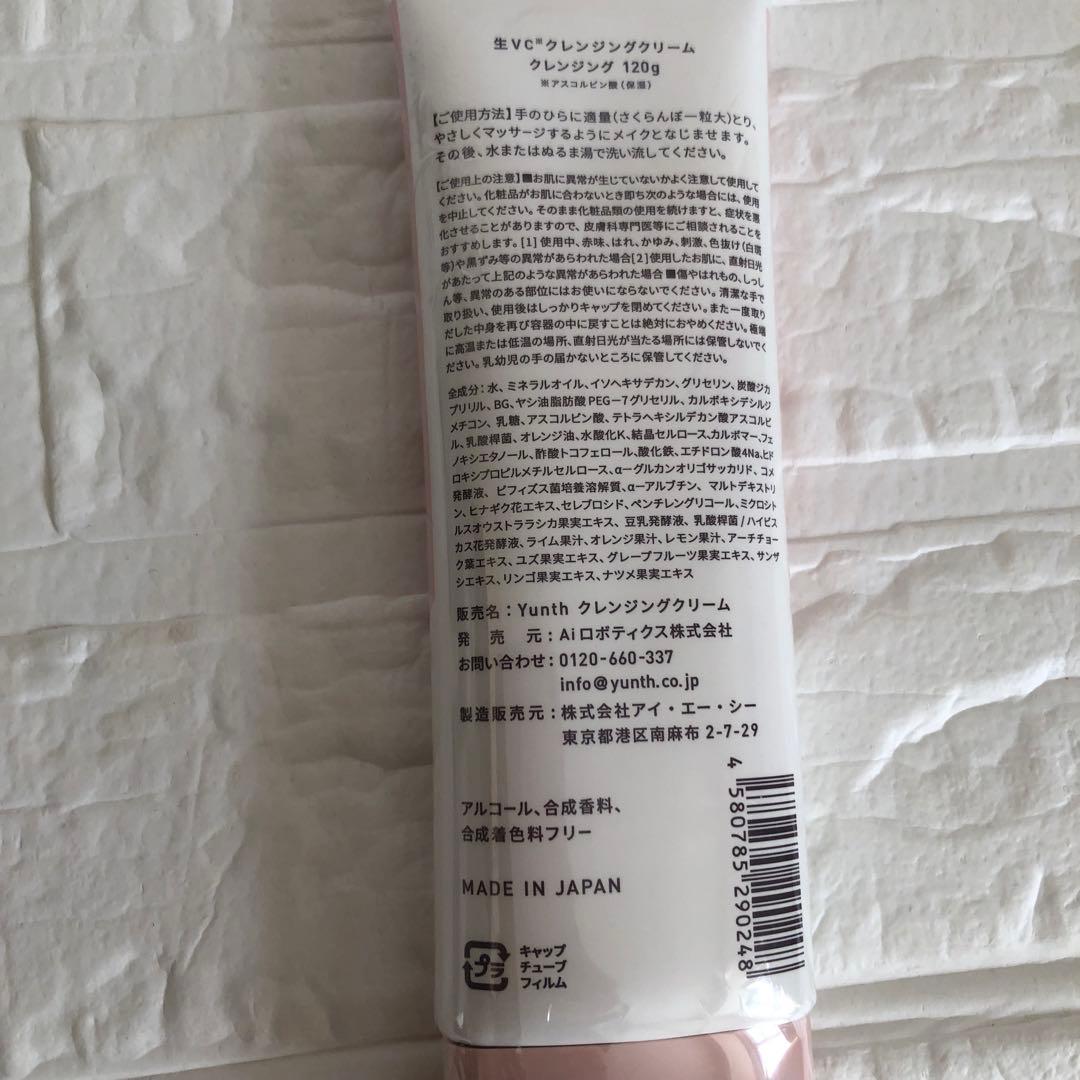 生VC※クレンジングクリーム
クレンジング 120g
※アスコルビン酸(保湿)
【ご使用方法】手のひらに適量(さくらんぼ一粒大)とり、
やさしくマッサージするようにメイクとなじませます。
その後、水またはぬるま湯で洗い流してください。
【ご使用上の注意】■お肌に異常が生じていないかよく注意して使用して
ください。化粧品がお肌に合わないとき即ち次のような場合には、使用
を中止してください。そのまま化粧品類の使用を続けますと、症状を悪
化させることがありますので、皮膚科専門医等にご相談されることを
おすすめします。[1]使用中、赤味、はれ、かゆみ、刺激、色抜け(白斑
等)や黒ずみ等の異常があらわれた場合[2]使用したお肌に、直射日光
があたって上記のような異常があらわれた場合■傷やはれもの、しっし
ん等、異常のある部位にはお使いにならないでください。清潔な手で
取り扱い、使用後はしっかりキャップを閉めてください。また一度取り
だした中身を再び容器の中に戻すことは絶対におやめください。極端
に高温または低温の場所、直射日光が当たる場所には保管しないでく
ださい。乳幼児の手の届かないところに保管してください。
全成分：水、ミネラルオイル、イソヘキサデカン、グリセリン、炭酸ジカ
プリリル、BG、ヤシ油脂肪酸PEG－7グリセリル、カルボキシデシルジ
メチコン、乳糖、アスコルビン酸、テトラヘキシルデカン酸アスコルビ
ル、乳酸桿菌、オレンジ油、水酸化K、結晶セルロース、カルボマー、フェ
ノキシエタノール、酢酸トコフェロール、酸化鉄、エチドロン酸4Na、ヒド
ロキシプロピルメチルセルロース、α－グルカンオリゴサッカリド、コメ
発酵液、ビフィズス菌培養溶解質、α－アルブチン、マルトデキストリ
ン、ヒナギク花エキス、セレブロシド、ペンチレングリコール、ミクロシト
ルスオウストララシカ果実エキス、豆乳発酵液、乳酸桿菌/ハイビス
カス花発酵液、ライム果汁、オレンジ果汁、レモン果汁、アーチチョー
ク葉エキス、ユズ果実エキス、グレープフルーツ果実エキス、サンザ
シエキス、リンゴ果実エキス、ナツメ果実エキス
販売名：Yunth クレンジングクリーム
発 売 元：Aiロボティクス株式会社
お問い合わせ：0120-660-337
info@yunth.co.jp
製造販売元：株式会社アイ・エー・シー
東京都港区南麻布 2-7-29
アルコール、合成香料、
合成着色料フリー
MADE IN JAPAN
プラ
キャップ
チューブ
フィルム
4 580785 290248